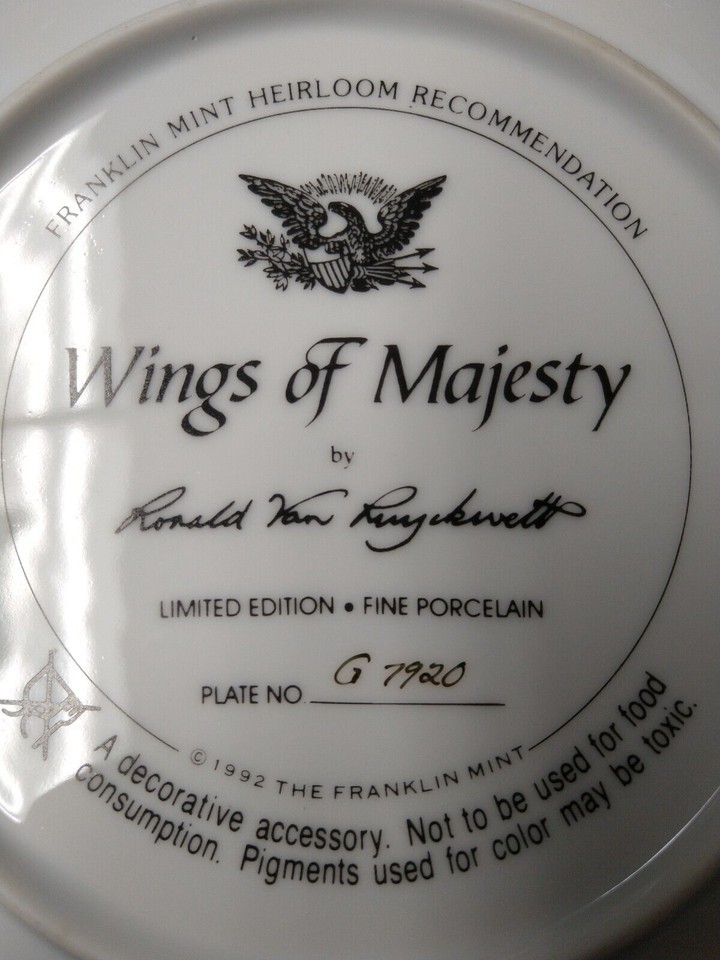 FRANKLIN MINT HEIRLOOM RECOMMENDATION
Wings of Majesty
by
Ronald Van Ruyckevelt
LIMITED EDITION • FINE PORCELAIN
PLATE NO. G 7920
© 1992 THE FRANKLIN MINT
A decorative accessory. Not to be used for food
consumption. Pigments used for color may be toxic.